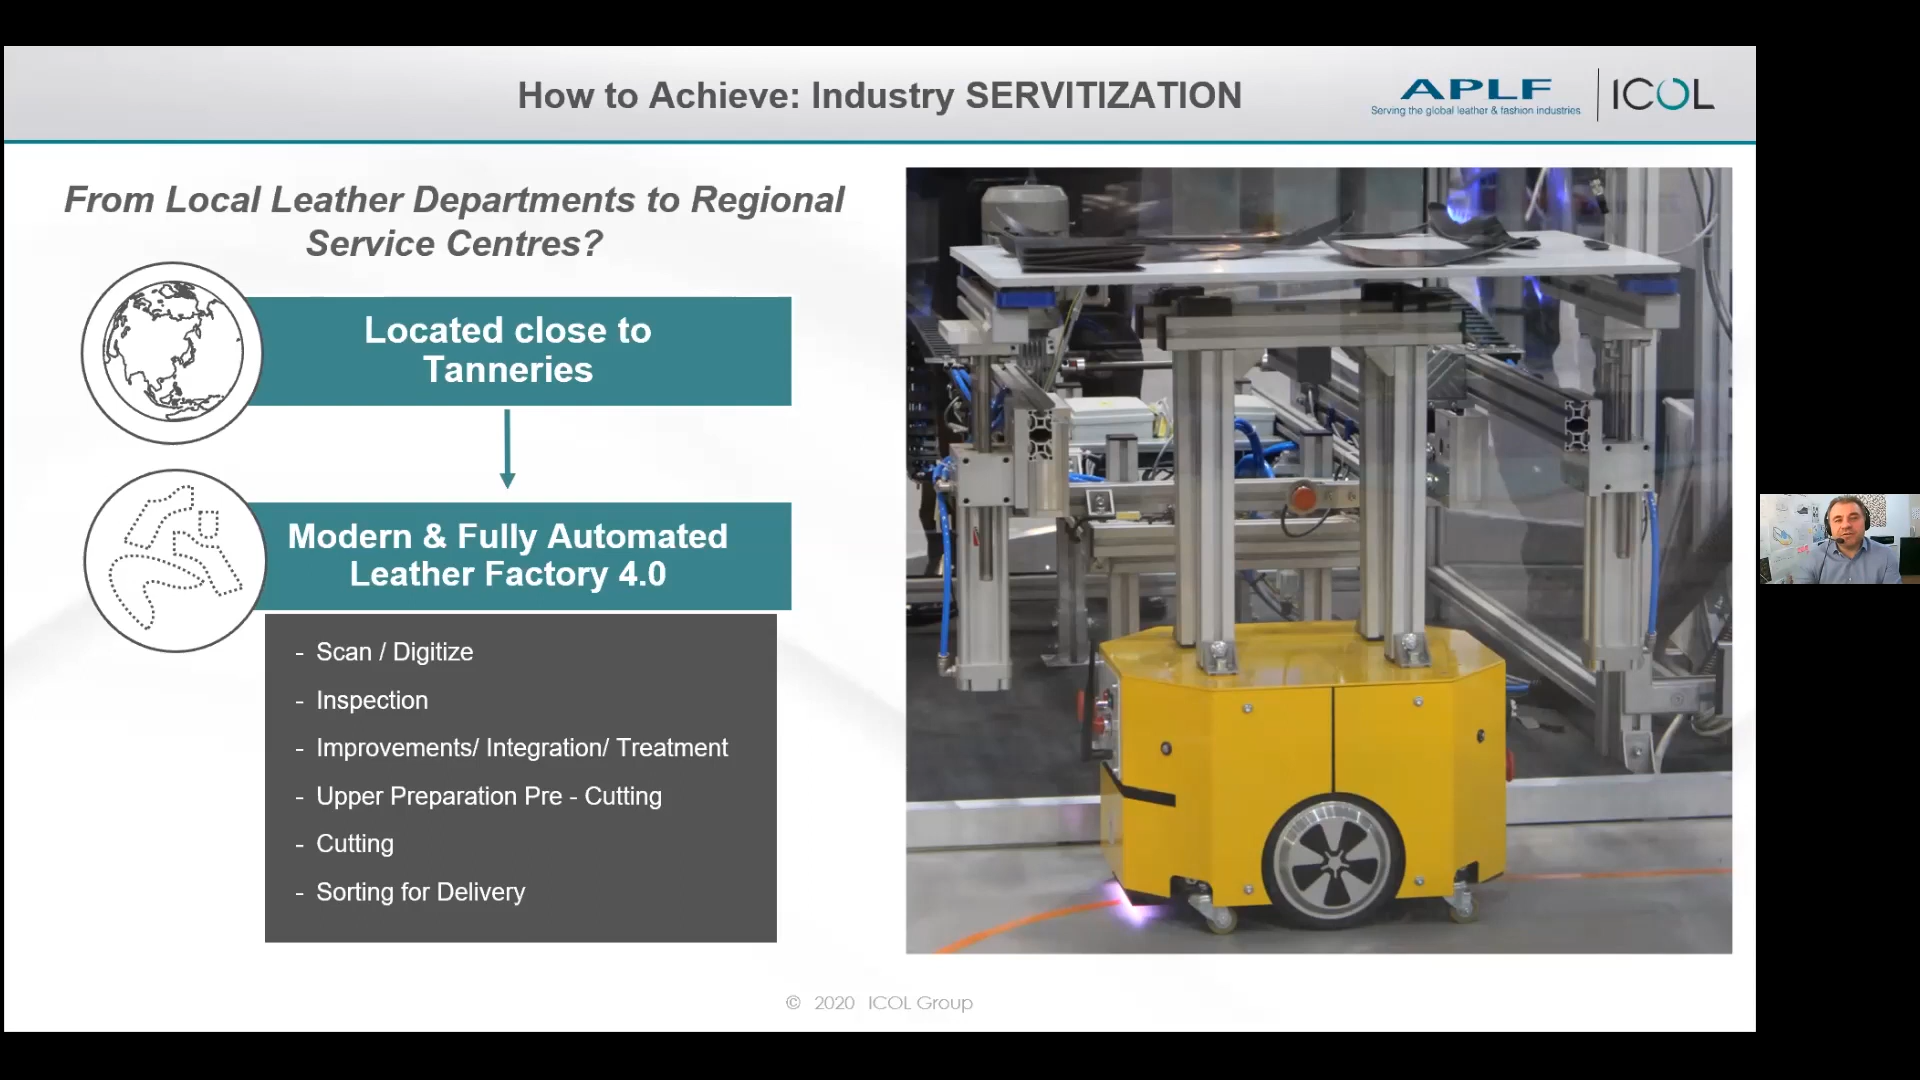 How to Achieve: Industry SERVITIZATION
APLF
Serving the global leather & fashion industries
ICOL
From Local Leather Departments to Regional
Service Centres?
Located close to
Tanneries
Modern & Fully Automated
Leather Factory 4.0
- Scan / Digitize
- Inspection
- Improvements/ Integration/ Treatment
- Upper Preparation Pre - Cutting
- Cutting
- Sorting for Delivery
© 2020 ICOL Group